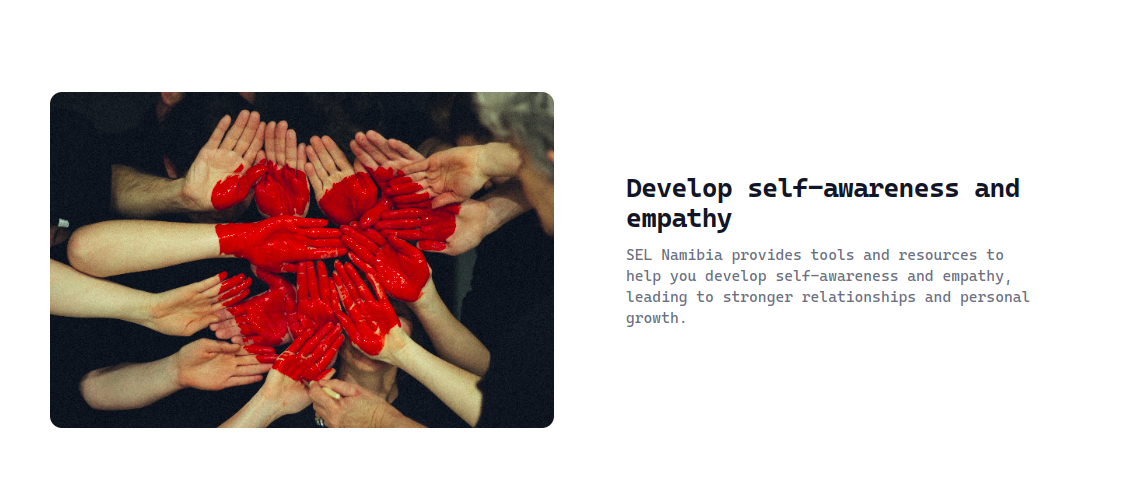 Develop self-awareness and
empathy
SEL Namibia provides tools and resources to
help you develop self-awareness and empathy,
leading to stronger relationships and personal
growth.